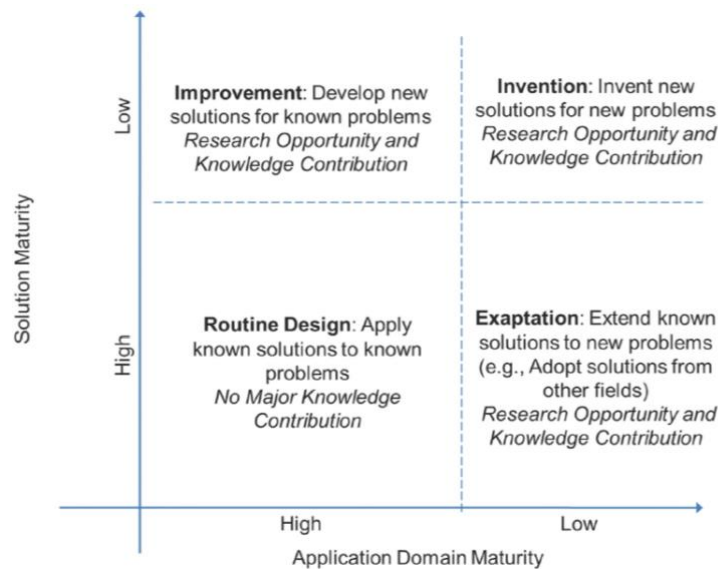 Improvement: Develop new
solutions for known problems
Research Opportunity and
Knowledge Contribution
Invention: Invent new
solutions for new problems
Research Opportunity and
Knowledge Contribution
Low
Solution Maturity
High
Routine Design: Apply
known solutions to known
problems
No Major Knowledge
Contribution
Exaptation: Extend known
solutions to new problems
(e.g., Adopt solutions from
other fields)
Research Opportunity and
Knowledge Contribution
High
Low
Application Domain Maturity